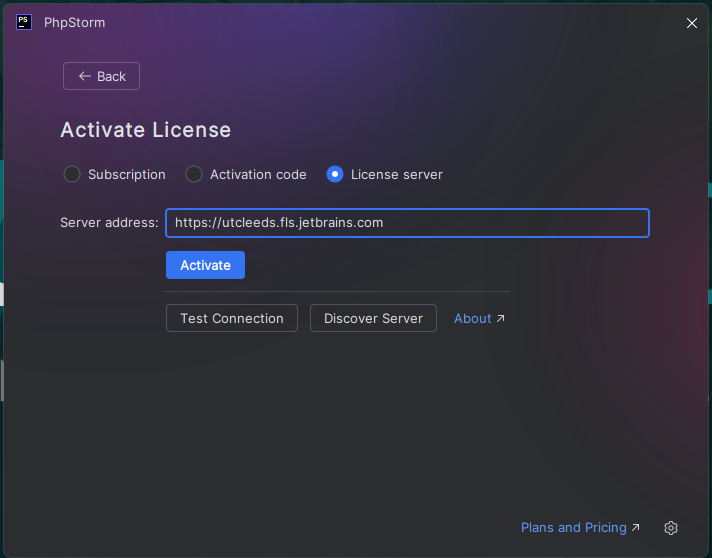 PS PhpStorm
← Back
Activate License
Subscription Activation code License server
Server address: https://utcleeds.fls.jetbrains.com
Activate
Test Connection Discover Server About ↗
Plans and Pricing ↗